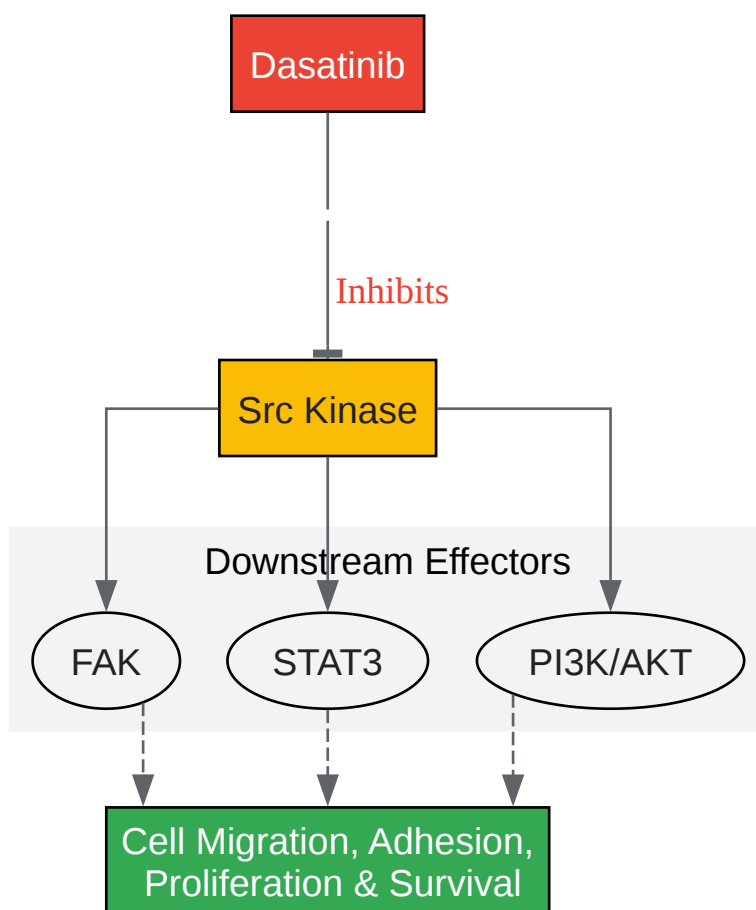 Dasatinib
Inhibits
Src Kinase
Downstream Effectors
FAK
STAT3
PI3K/AKT
Cell Migration, Adhesion,
Proliferation & Survival